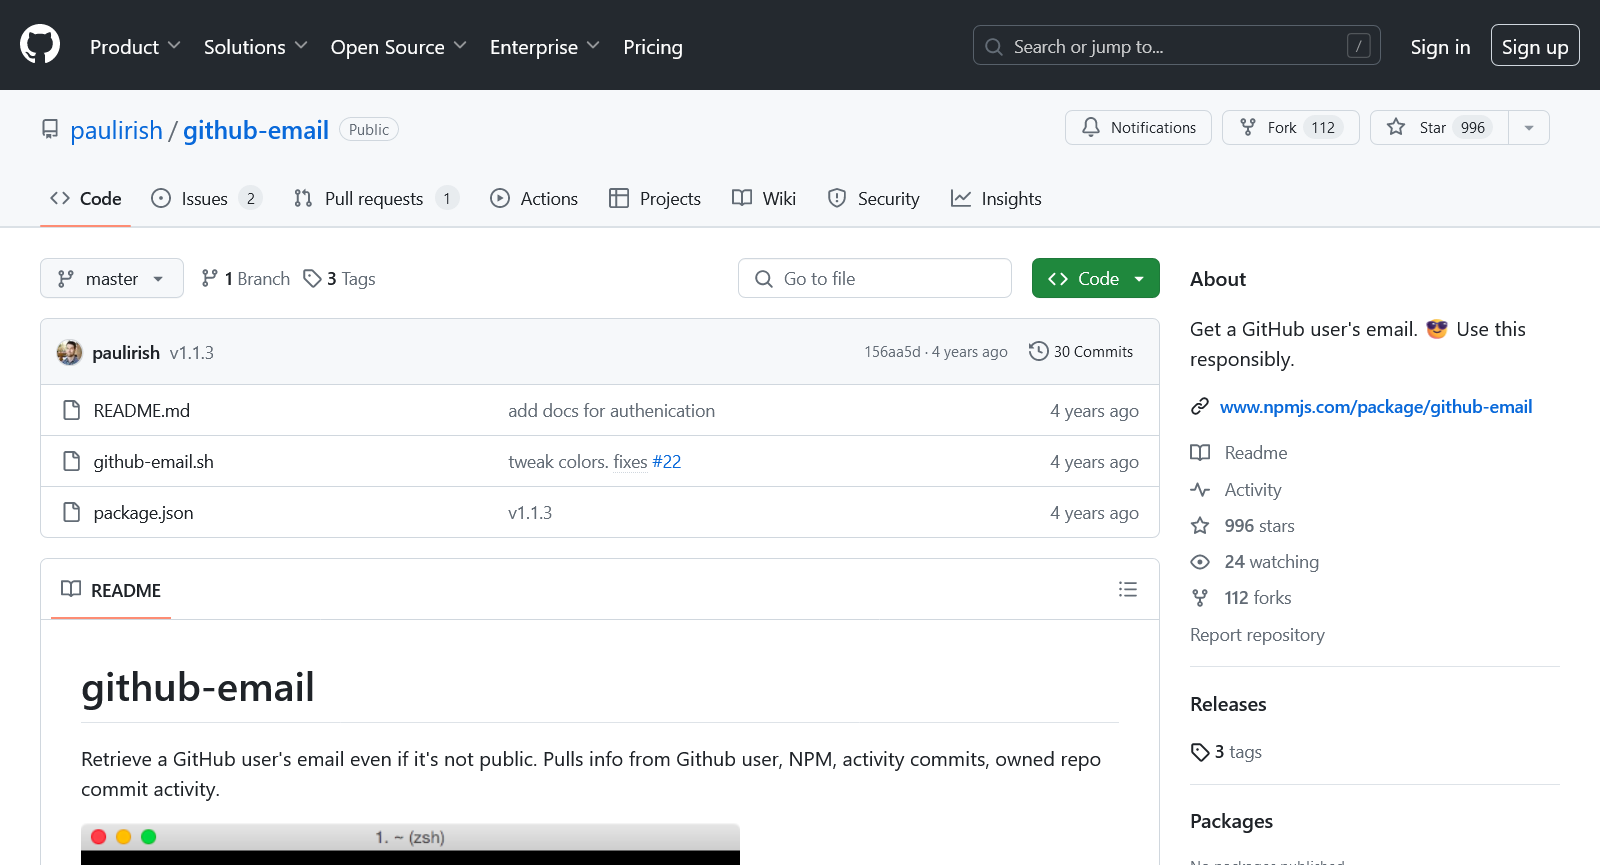 Product Solutions Open Source Enterprise Pricing Search or jump to... / Sign in Sign up
paulirish / github-email Public Notifications Fork 112 Star 996
Code Issues 2 Pull requests 1 Actions Projects Wiki Security Insights
master 1 Branch 3 Tags Go to file Code
paulirish v1.1.3 156aa5d · 4 years ago 30 Commits
README.md add docs for authenication 4 years ago
github-email.sh tweak colors. fixes #22 4 years ago
package.json v1.1.3 4 years ago
README
github-email
Retrieve a GitHub user's email even if it's not public. Pulls info from Github user, NPM, activity commits, owned repo
commit activity.
1. ~ (zsh)
About
Get a GitHub user's email. 😎 Use this
responsibly.
www.npmjs.com/package/github-email
Readme
Activity
996 stars
24 watching
112 forks
Report repository
Releases
3 tags
Packages
No packages published